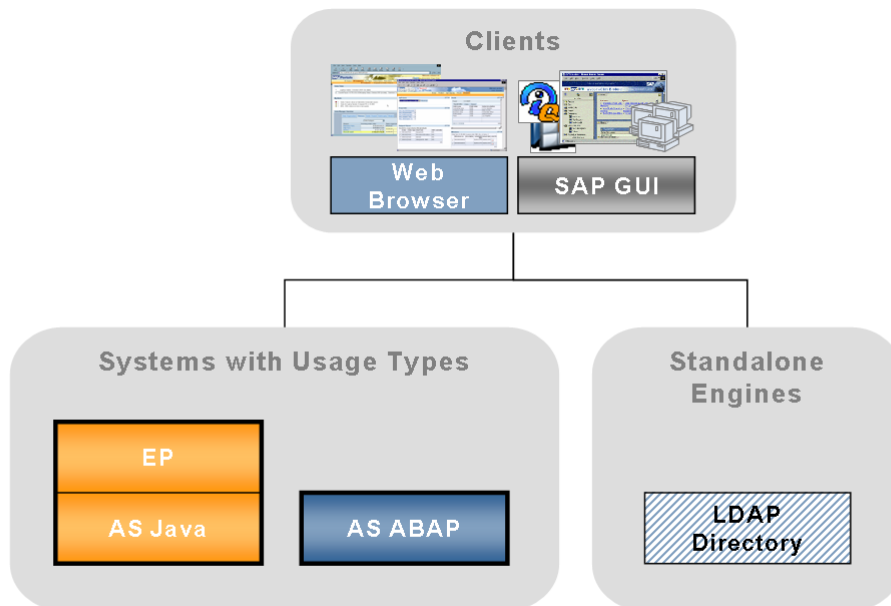 Clients
Web
Browser
SAP GUI
Systems with Usage Types
Standalone
Engines
EP
AS Java
AS ABAP
LDAP
Directory